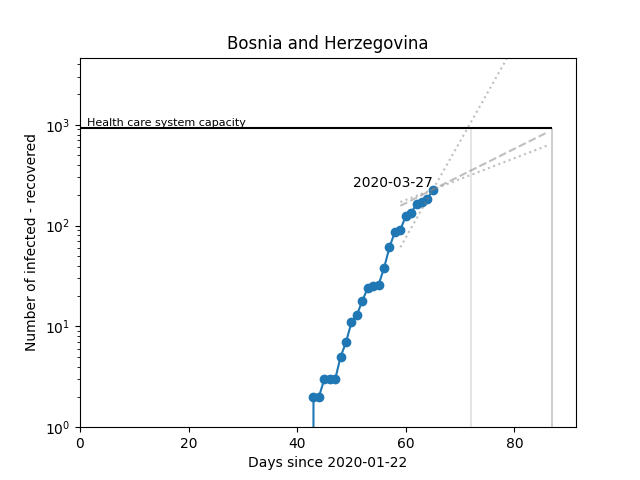 Bosnia and Herzegovina
Number of infected - recovered
10³
10²
10¹
10⁰
Health care system capacity
2020-03-27
0 20 40 60 80
Days since 2020-01-22